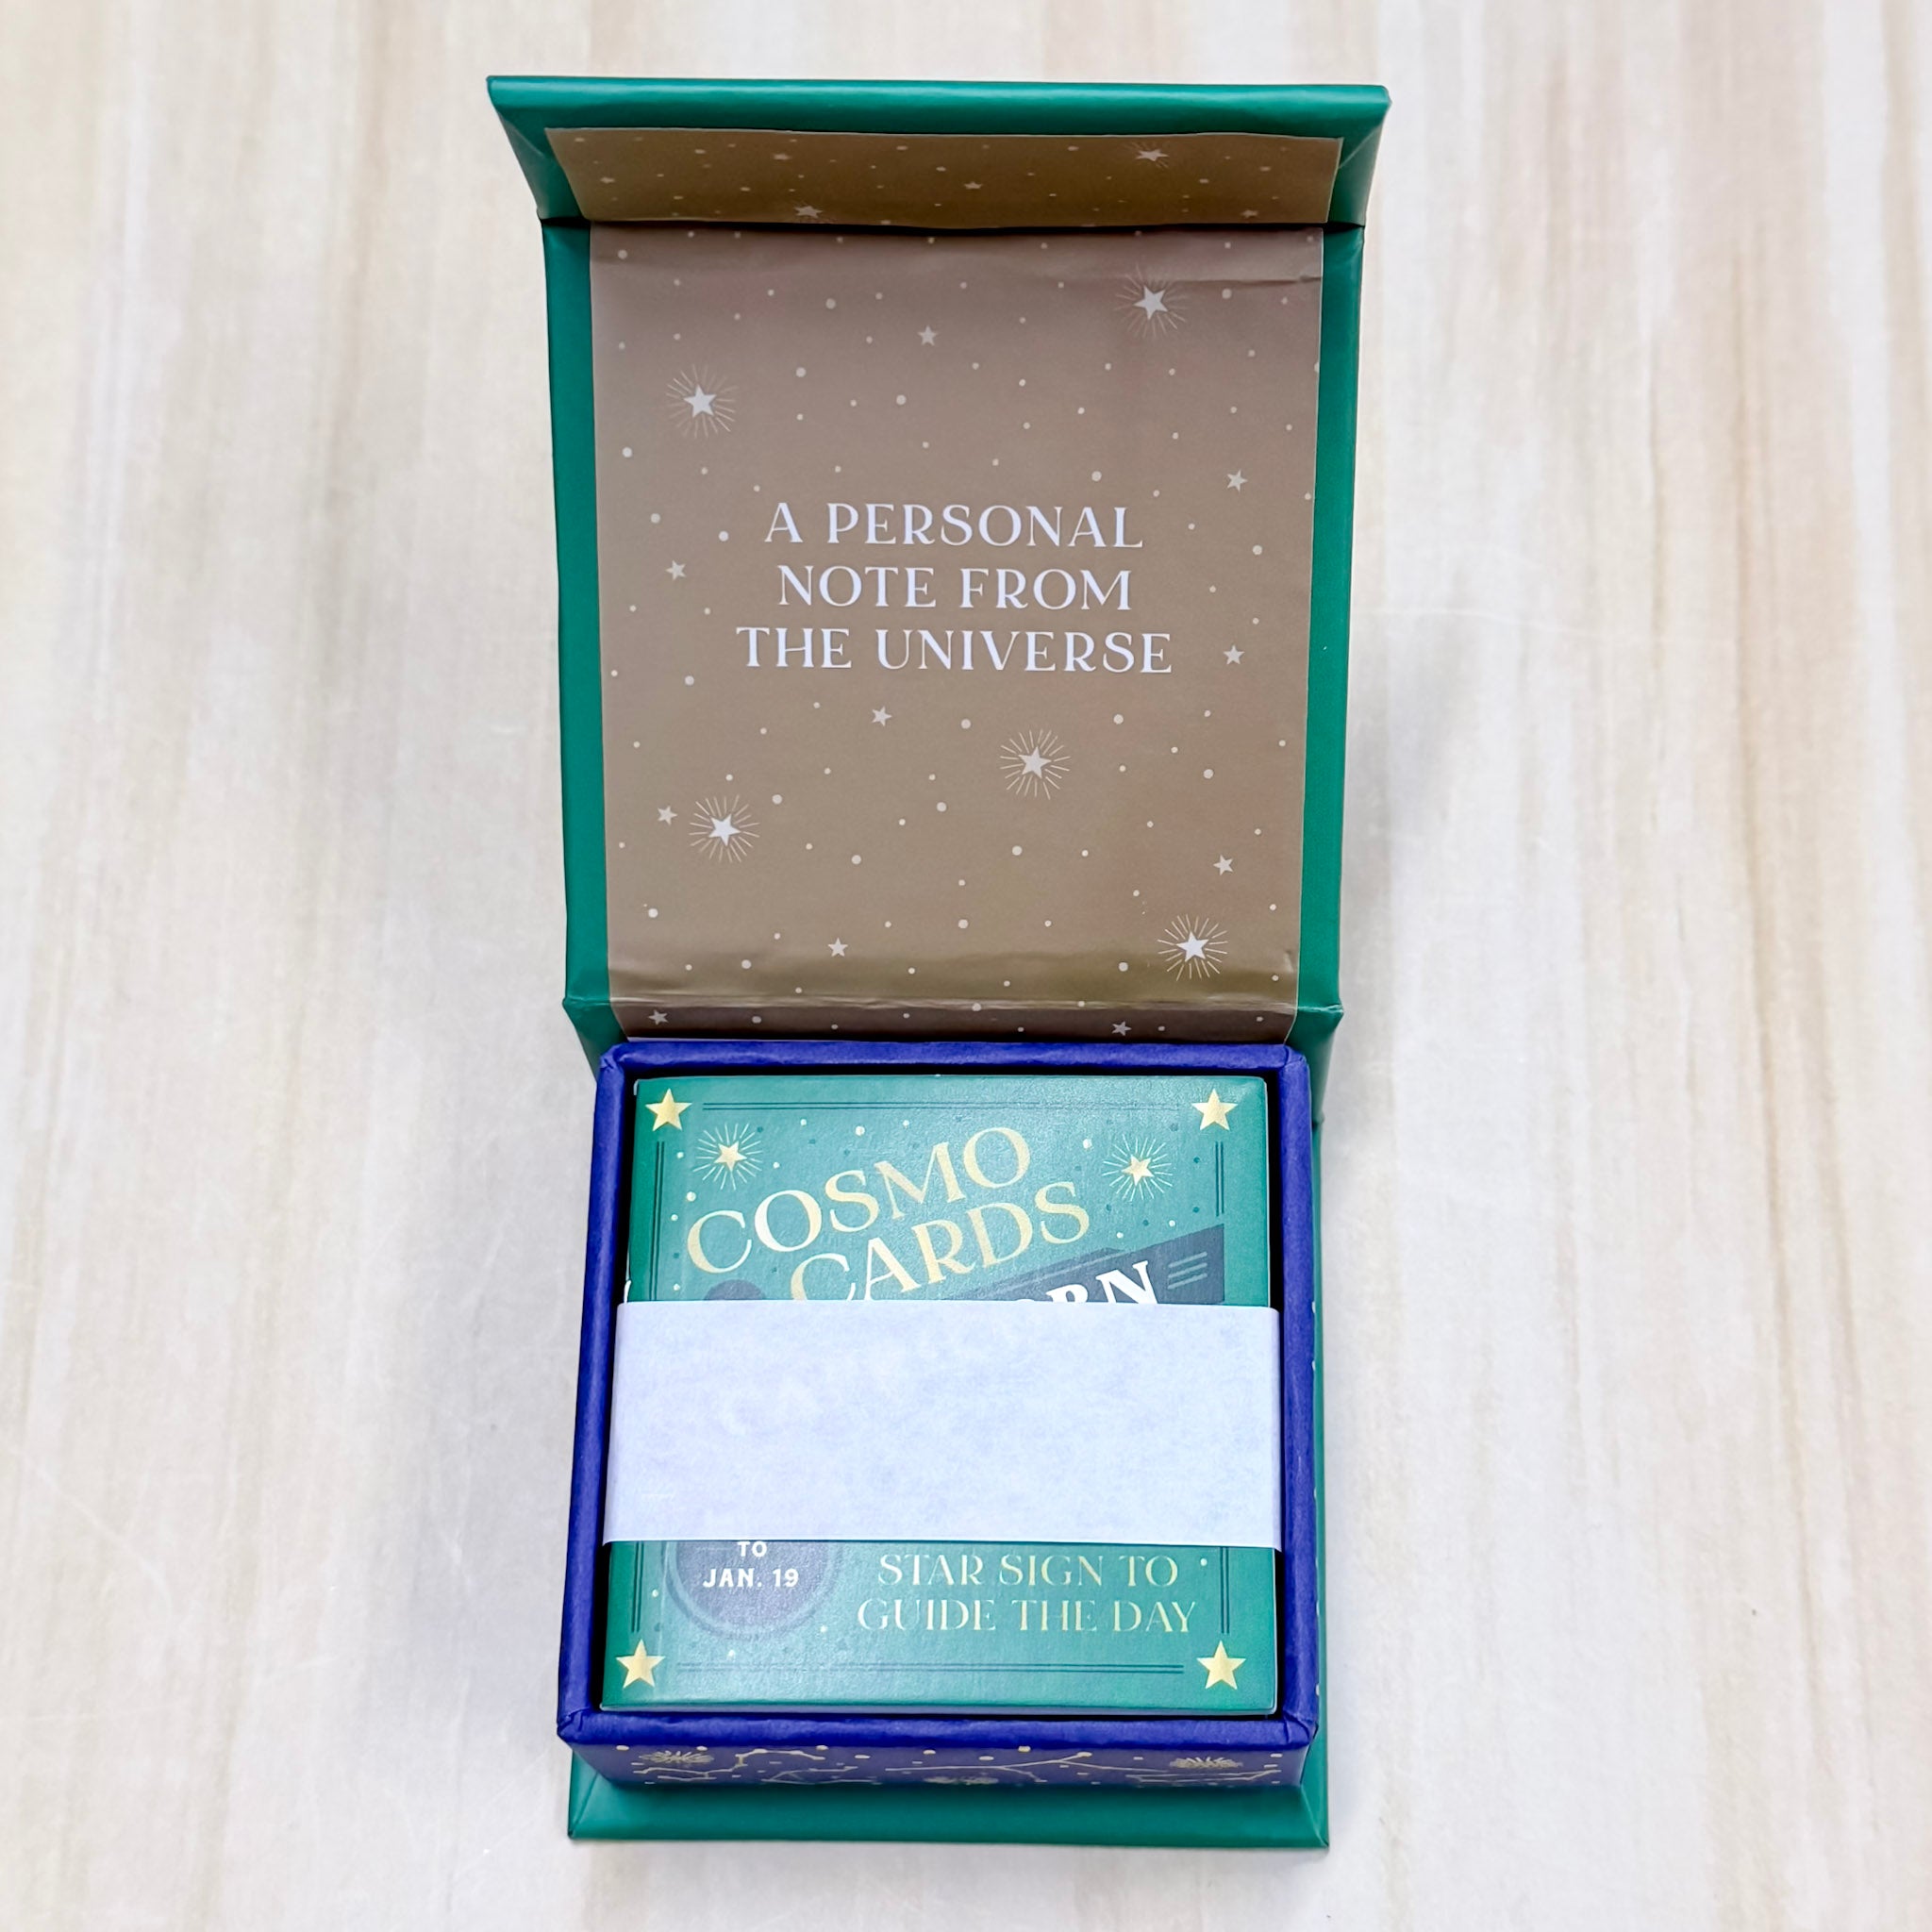 A PERSONAL
NOTE FROM
THE UNIVERSE
COSMO
CARDS
TO
JAN. 19
STAR SIGN TO
GUIDE THE DAY